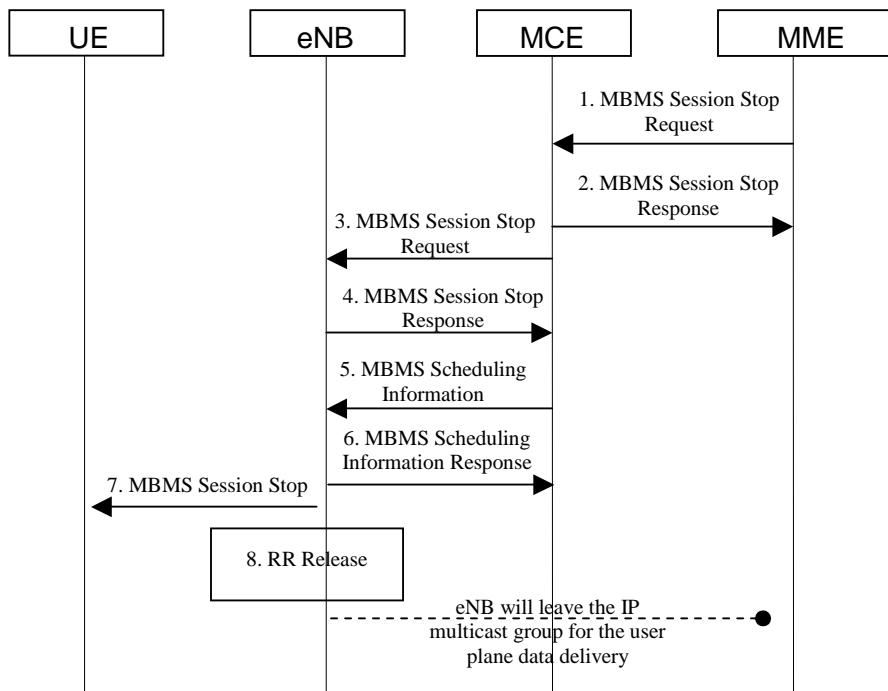 UE
eNB
MCE
MME
1. MBMS Session Stop
Request
2. MBMS Session Stop
Response
3. MBMS Session Stop
Request
4. MBMS Session Stop
Response
5. MBMS Scheduling
Information
6. MBMS Scheduling
Information Response
7. MBMS Session Stop
8. RR Release
eNB will leave the IP
multicast group for the user
plane data delivery